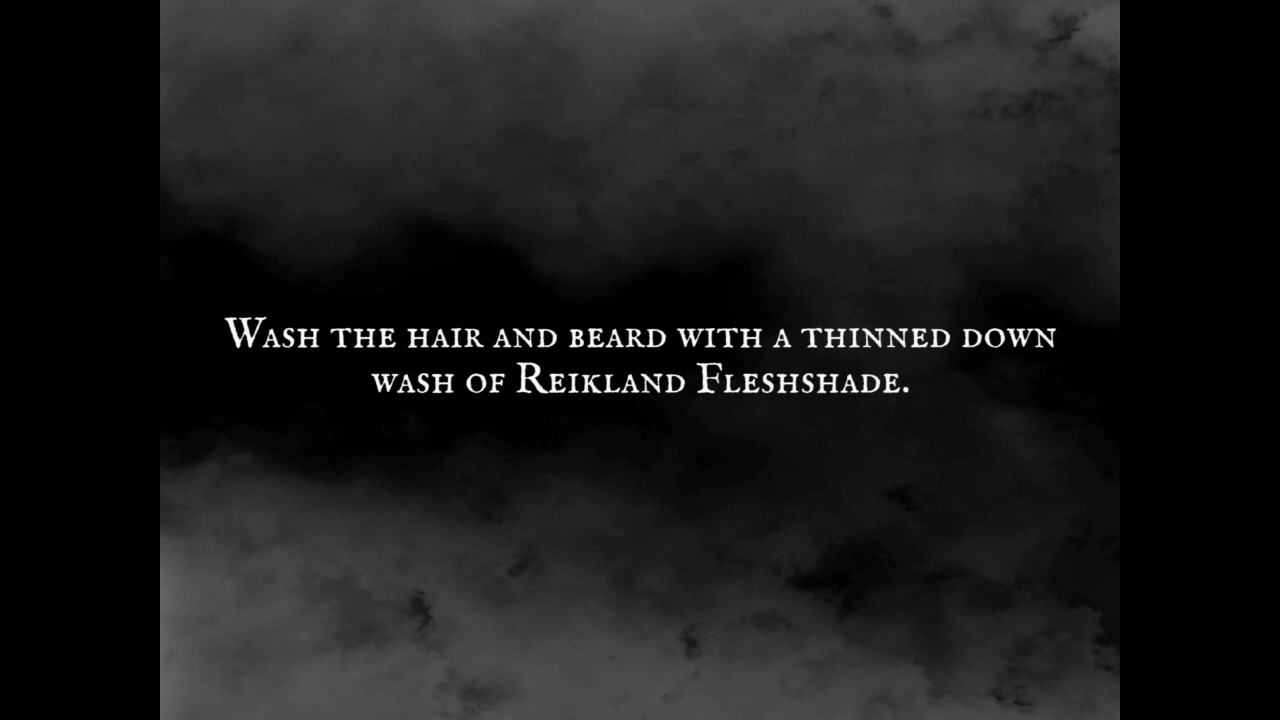 Wash the hair and beard with a thinned down
wash of Reikland Fleshshade.